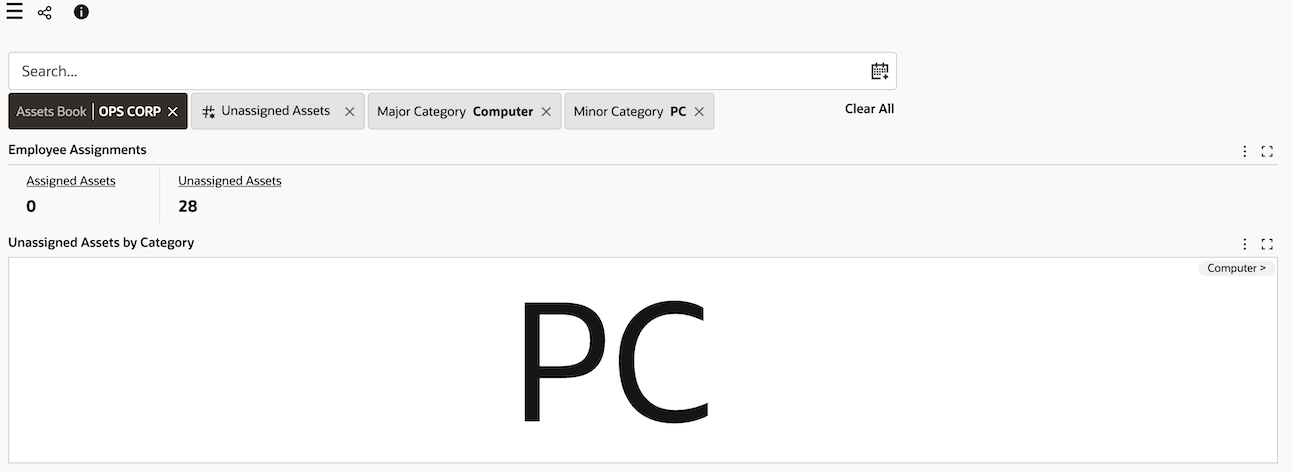 Search...
Assets Book | OPS CORP Unassigned Assets Major Category Computer Minor Category PC Clear All
Employee Assignments
Assigned Assets Unassigned Assets
0 28
Unassigned Assets by Category
Computer >
PC